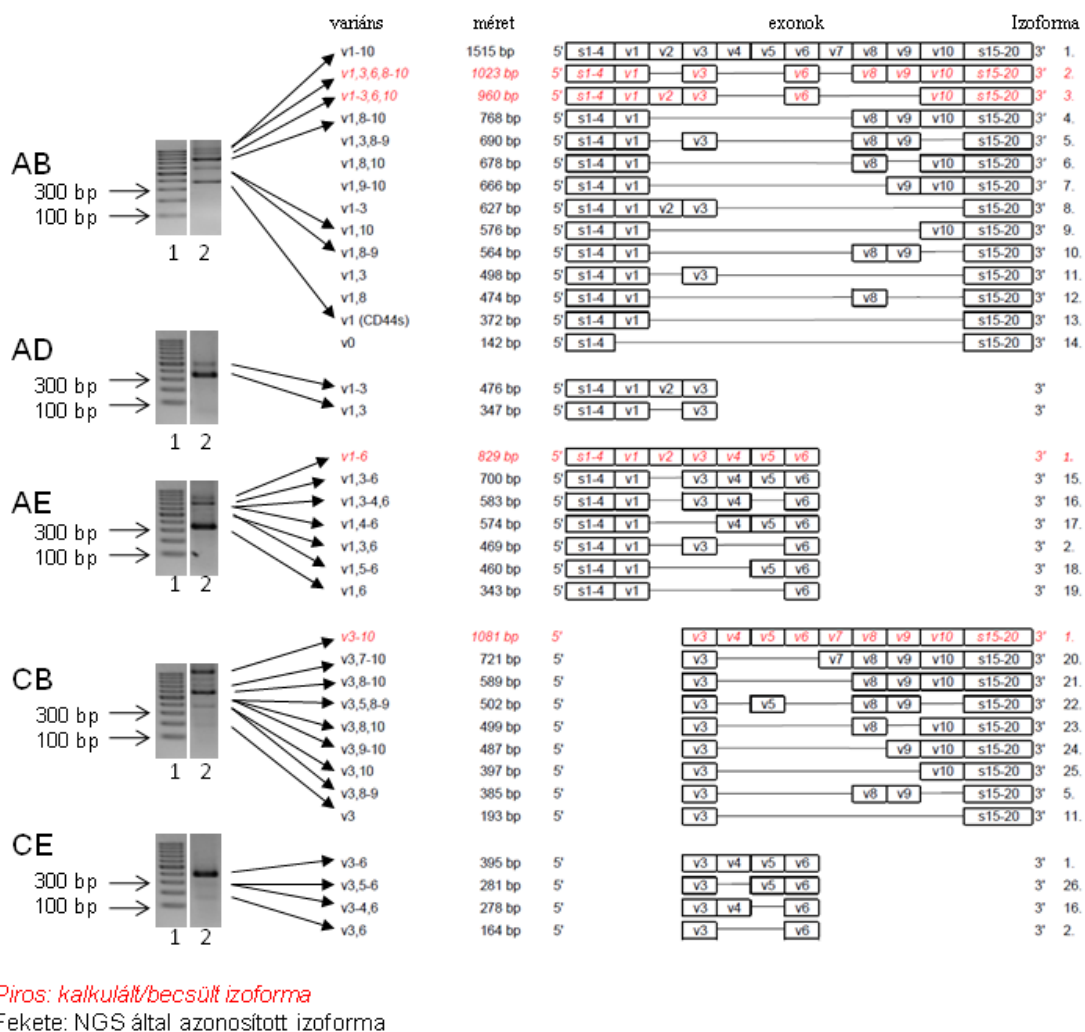 variáns méret exonok Izoforma
v1-10 1515 bp 5' s1-4 v1 v2 v3 v4 v5 v6 v7 v8 v9 v10 s15-20 3' 1.
v1,3,6,8-10 1023 bp 5' s1-4 v1 v3 v6 v8 v9 v10 s15-20 3' 2.
v1-3,6,10 960 bp 5' s1-4 v1 v2 v3 v6 v10 s15-20 3' 3.
v1,8-10 768 bp 5' s1-4 v1 v8 v9 v10 s15-20 3' 4.
v1,3,8-9 690 bp 5' s1-4 v1 v3 v8 v9 s15-20 3' 5.
v1,8,10 678 bp 5' s1-4 v1 v8 v10 s15-20 3' 6.
v1,9-10 666 bp 5' s1-4 v1 v9 v10 s15-20 3' 7.
v1-3 627 bp 5' s1-4 v1 v2 v3 s15-20 3' 8.
v1,10 576 bp 5' s1-4 v1 v10 s15-20 3' 9.
v1,8-9 564 bp 5' s1-4 v1 v8 v9 s15-20 3' 10.
v1,3 498 bp 5' s1-4 v1 v3 s15-20 3' 11.
v1,8 474 bp 5' s1-4 v1 v8 s15-20 3' 12.
v1 (CD44s) 372 bp 5' s1-4 v1 s15-20 3' 13.
v0 142 bp 5' s1-4 s15-20 3' 14.
AB
300 bp
100 bp
1 2
AD
300 bp
100 bp
1 2
v1-3 476 bp 5' s1-4 v1 v2 v3 3'
v1,3 347 bp 5' s1-4 v1 v3 3'
AE
300 bp
100 bp
1 2
v1-6 829 bp 5' s1-4 v1 v2 v3 v4 v5 v6 3' 1.
v1,3-6 700 bp 5' s1-4 v1 v3 v4 v5 v6 3' 15.
v1,3-4,6 583 bp 5' s1-4 v1 v3 v4 v6 3' 16.
v1,4-6 574 bp 5' s1-4 v1 v4 v5 v6 3' 17.
v1,3,6 469 bp 5' s1-4 v1 v3 v6 3' 2.
v1,5-6 460 bp 5' s1-4 v1 v5 v6 3' 18.
v1,6 343 bp 5' s1-4 v1 v6 3' 19.
CB
300 bp
100 bp
1 2
v3-10 1081 bp 5' v3 v4 v5 v6 v7 v8 v9 v10 s15-20 3' 1.
v3,7-10 721 bp 5' v3 v7 v8 v9 v10 s15-20 3' 20.
v3,8-10 589 bp 5' v3 v8 v9 v10 s15-20 3' 21.
v3,5,8-9 502 bp 5' v3 v5 v8 v9 s15-20 3' 22.
v3,8,10 499 bp 5' v3 v8 v10 s15-20 3' 23.
v3,9-10 487 bp 5' v3 v9 v10 s15-20 3' 24.
v3,10 397 bp 5' v3 v10 s15-20 3' 25.
v3,8-9 385 bp 5' v3 v8 v9 s15-20 3' 5.
v3 193 bp 5' v3 s15-20 3' 11.
CE
300 bp
100 bp
1 2
v3-6 395 bp 5' v3 v4 v5 v6 3' 1.
v3,5-6 281 bp 5' v3 v5 v6 3' 26.
v3-4,6 278 bp 5' v3 v4 v6 3' 16.
v3,6 164 bp 5' v3 v6 3' 2.
Piros: kalkulált/becsült izoforma
Fekete: NGS által azonosított izoforma